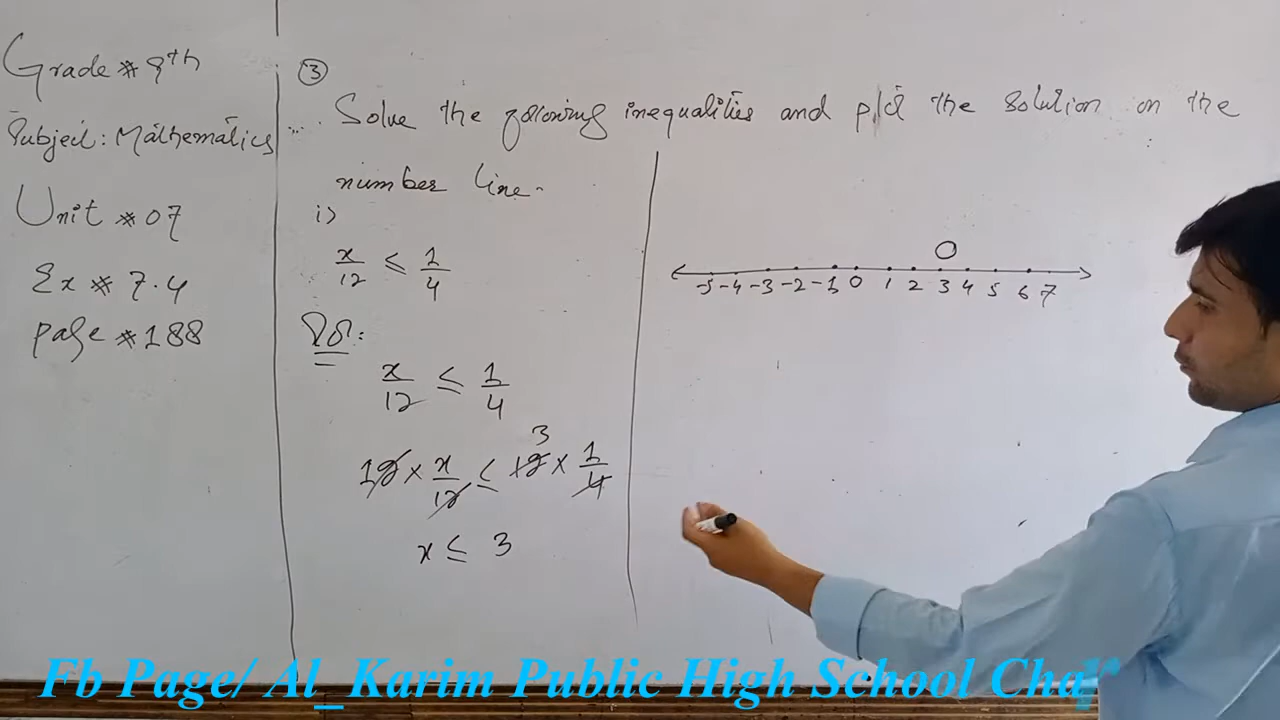 Grade # 8th
Subject: Mathematics
Unit # 07
Ex # 7.4
page # 188
③
Solve the following inequalities and plot the solution on the
number line.
i)
x/12 ≤ 1/4
Sol:
x/12 ≤ 1/4
3
12 × x/12 ≤ 12 × 1/4
x ≤ 3
-5 -4 -3 -2 -1 0 1 2 3 4 5 6 7
Fb Page/ Al_Karim Public High School Cha